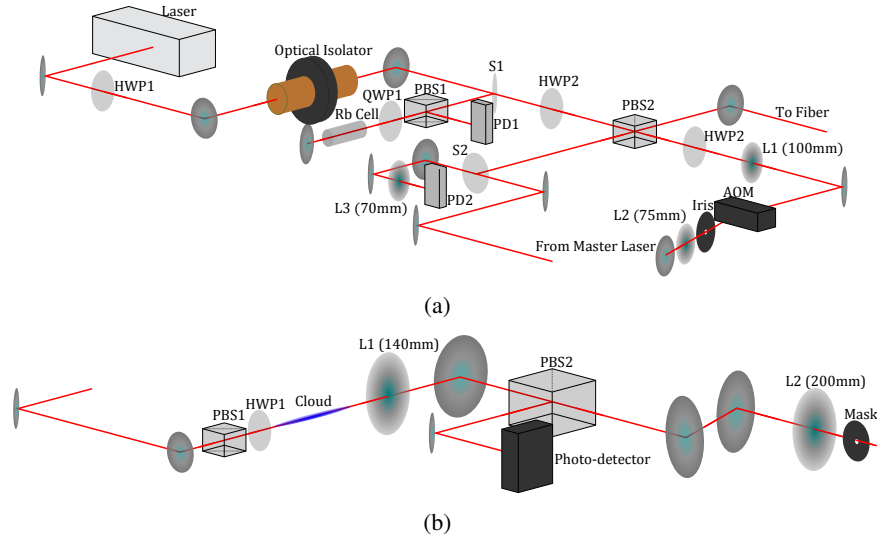 Laser
HWP1
Optical Isolator
QWP1
Rb Cell
PBS1
S1
PD1
HWP2
PBS2
To Fiber
HWP2
L1 (100mm)
S2
PD2
L3 (70mm)
AOM
Iris
L2 (75mm)
From Master Laser
(a)
L1 (140mm)
PBS2
Cloud
HWP1
PBS1
L2 (200mm)
Mask
Photo-detector
(b)